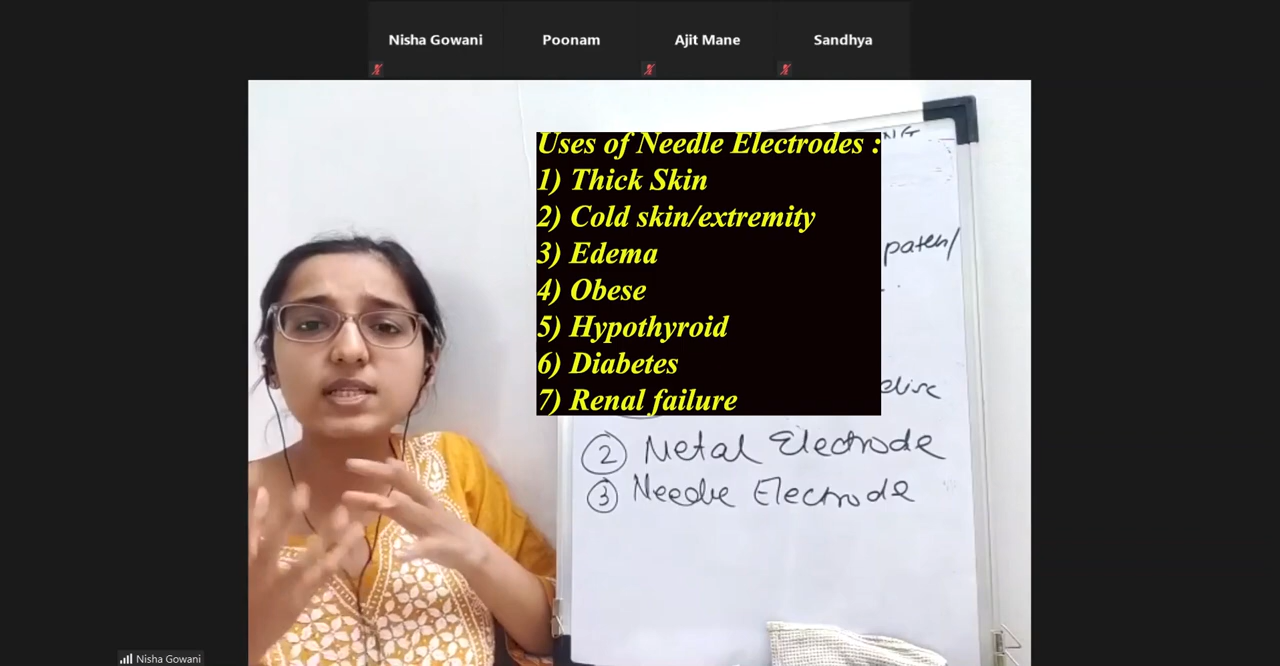 Nisha Gowani
Poonam
Ajit Mane
Sandhya
Uses of Needle Electrodes :
1) Thick Skin
2) Cold skin/extremity
3) Edema
4) Obese
5) Hypothyroid
6) Diabetes
7) Renal failure
② Metal Electrode
③ Needle Electrode
Nisha Gowani